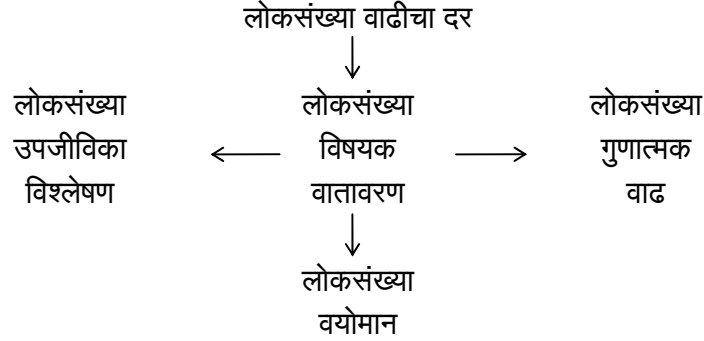 लोकसंख्या वाढीचा दर
लोकसंख्या
उपजीविका
विश्लेषण
लोकसंख्या
विषयक
वातावरण
लोकसंख्या
गुणात्मक
वाढ
लोकसंख्या
वयोमान